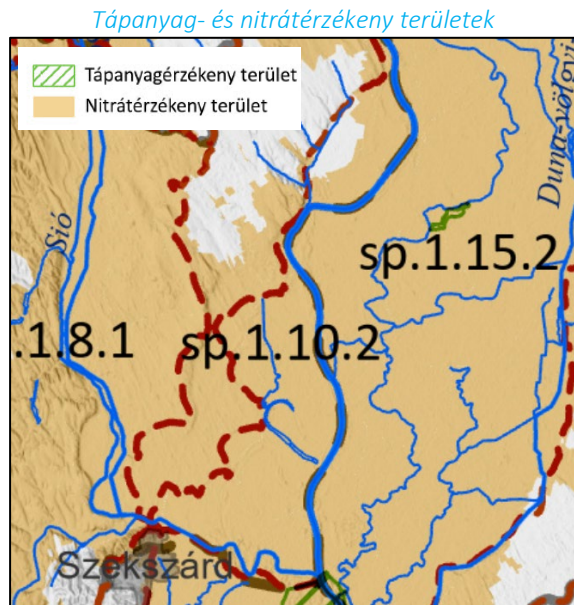 Tápanyag- és nitrátérzékeny területek
Tápanyagérzékeny terület
Nitrátérzékeny terület
Duna-völgyi
Sió
sp.1.15.2
.1.8.1
sp.1.10.2
Szekszárd